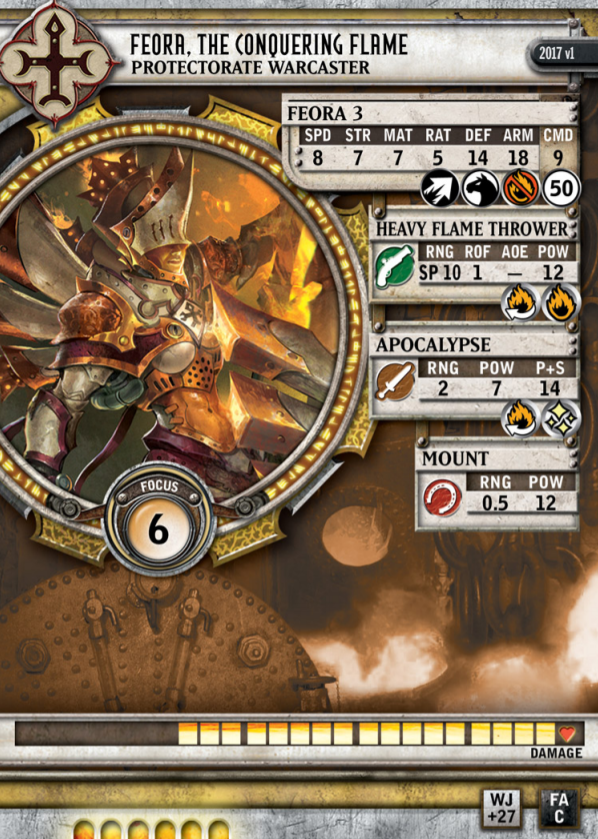 FEORA, THE CONQUERING FLAME
PROTECTORATE WARCASTER
2017 v1
FEORA 3
SPD STR MAT RAT DEF ARM CMD
8 7 7 5 14 18 9
50
HEAVY FLAME THROWER
RNG ROF AOE POW
SP 10 1 — 12
APOCALYPSE
RNG POW P+S
2 7 14
MOUNT
RNG POW
0.5 12
FOCUS
6
DAMAGE
WJ
+27
FA
C